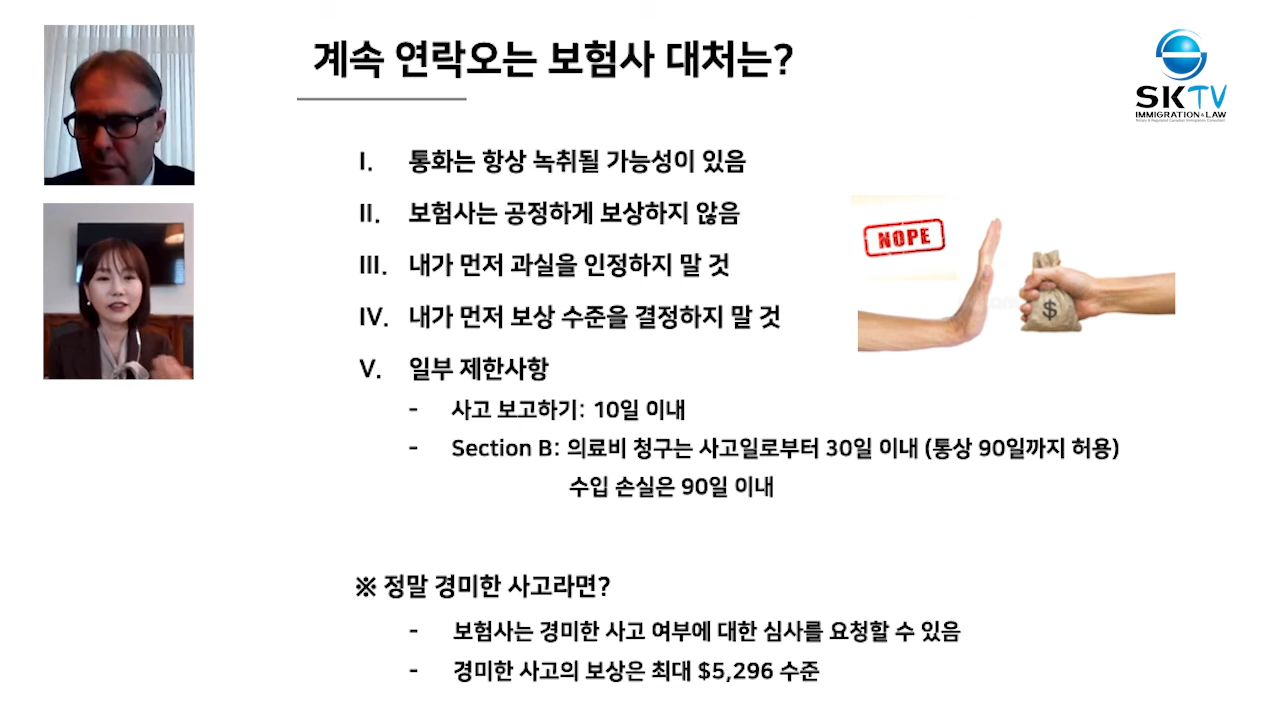 계속 연락오는 보험사 대처는?
SKTV
IMMIGRATION & LAW
I. 통화는 항상 녹취될 가능성이 있음
II. 보험사는 공정하게 보상하지 않음
III. 내가 먼저 과실을 인정하지 말 것
IV. 내가 먼저 보상 수준을 결정하지 말 것
V. 일부 제한사항
- 사고 보고하기: 10일 이내
- Section B: 의료비 청구는 사고일로부터 30일 이내 (통상 90일까지 허용)
수입 손실은 90일 이내
NOPE
$
※ 정말 경미한 사고라면?
- 보험사는 경미한 사고 여부에 대한 심사를 요청할 수 있음
- 경미한 사고의 보상은 최대 $5,296 수준